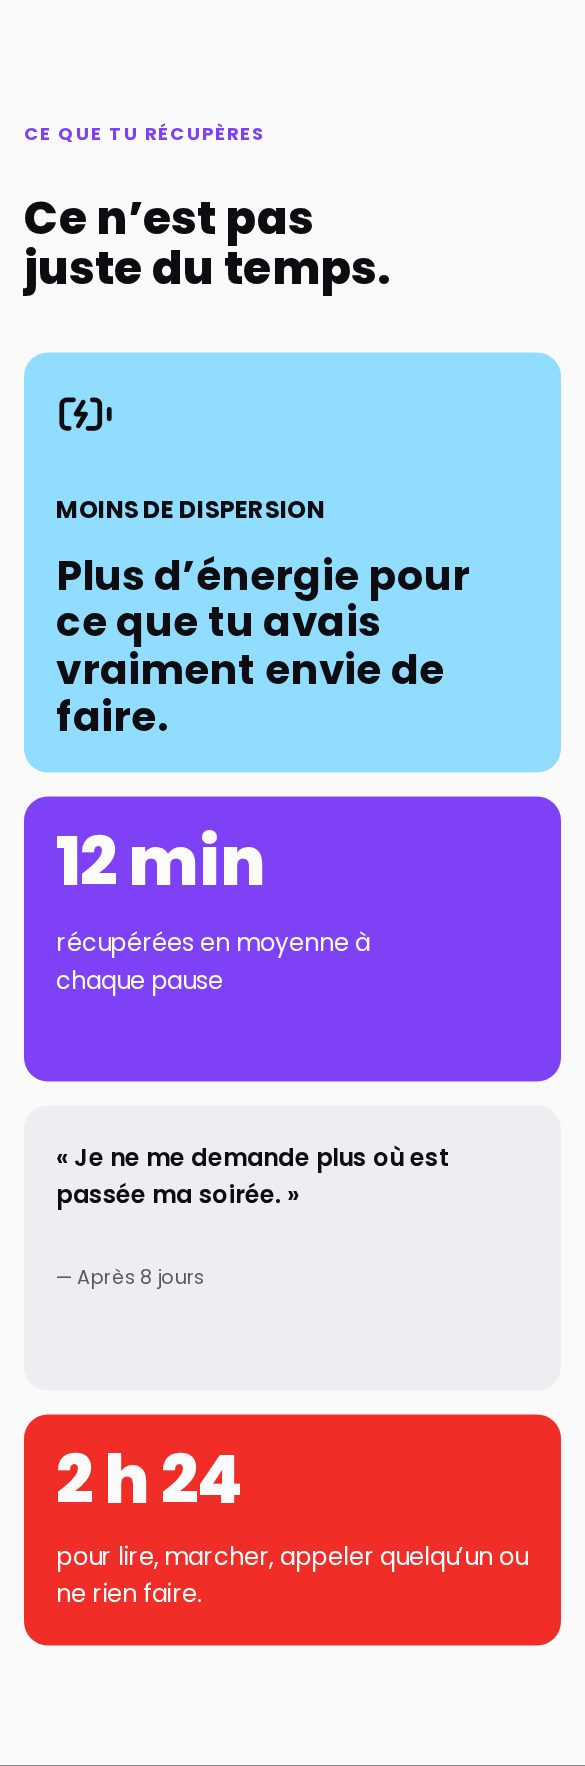 CE QUE TU RÉCUPÈRES
Ce n’est pas
juste du temps.
MOINS DE DISPERSION
Plus d’énergie pour
ce que tu avais
vraiment envie de
faire.
12 min
récupérées en moyenne à
chaque pause
« Je ne me demande plus où est
passée ma soirée. »
— Après 8 jours
2 h 24
pour lire, marcher, appeler quelqu’un ou
ne rien faire.